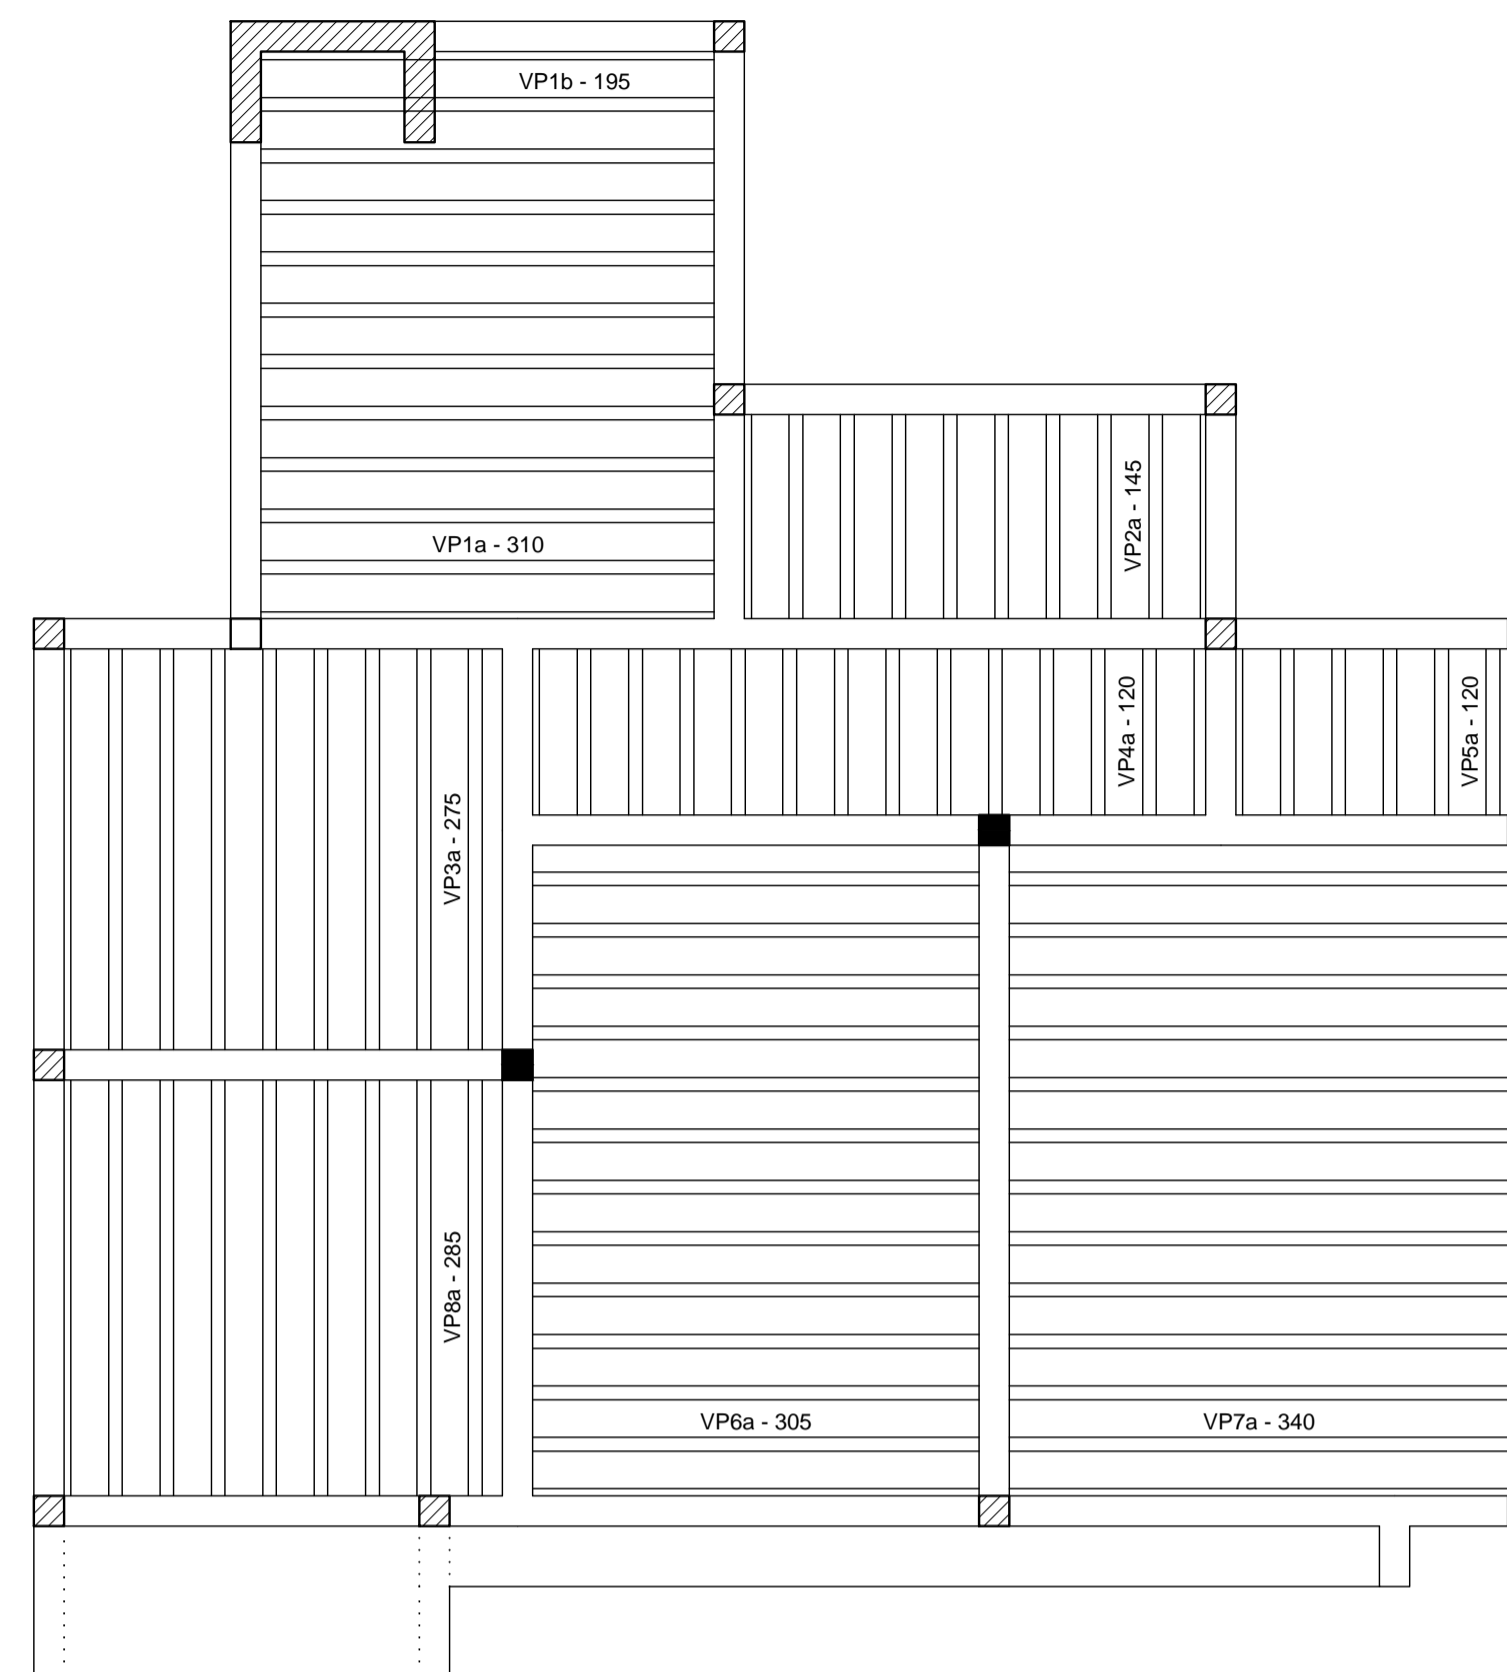 VP1b - 195
VP1a - 310
VP2a - 145
VP4a - 120
VP5a - 120
VP3a - 275
VP8a - 285
VP6a - 305
VP7a - 340